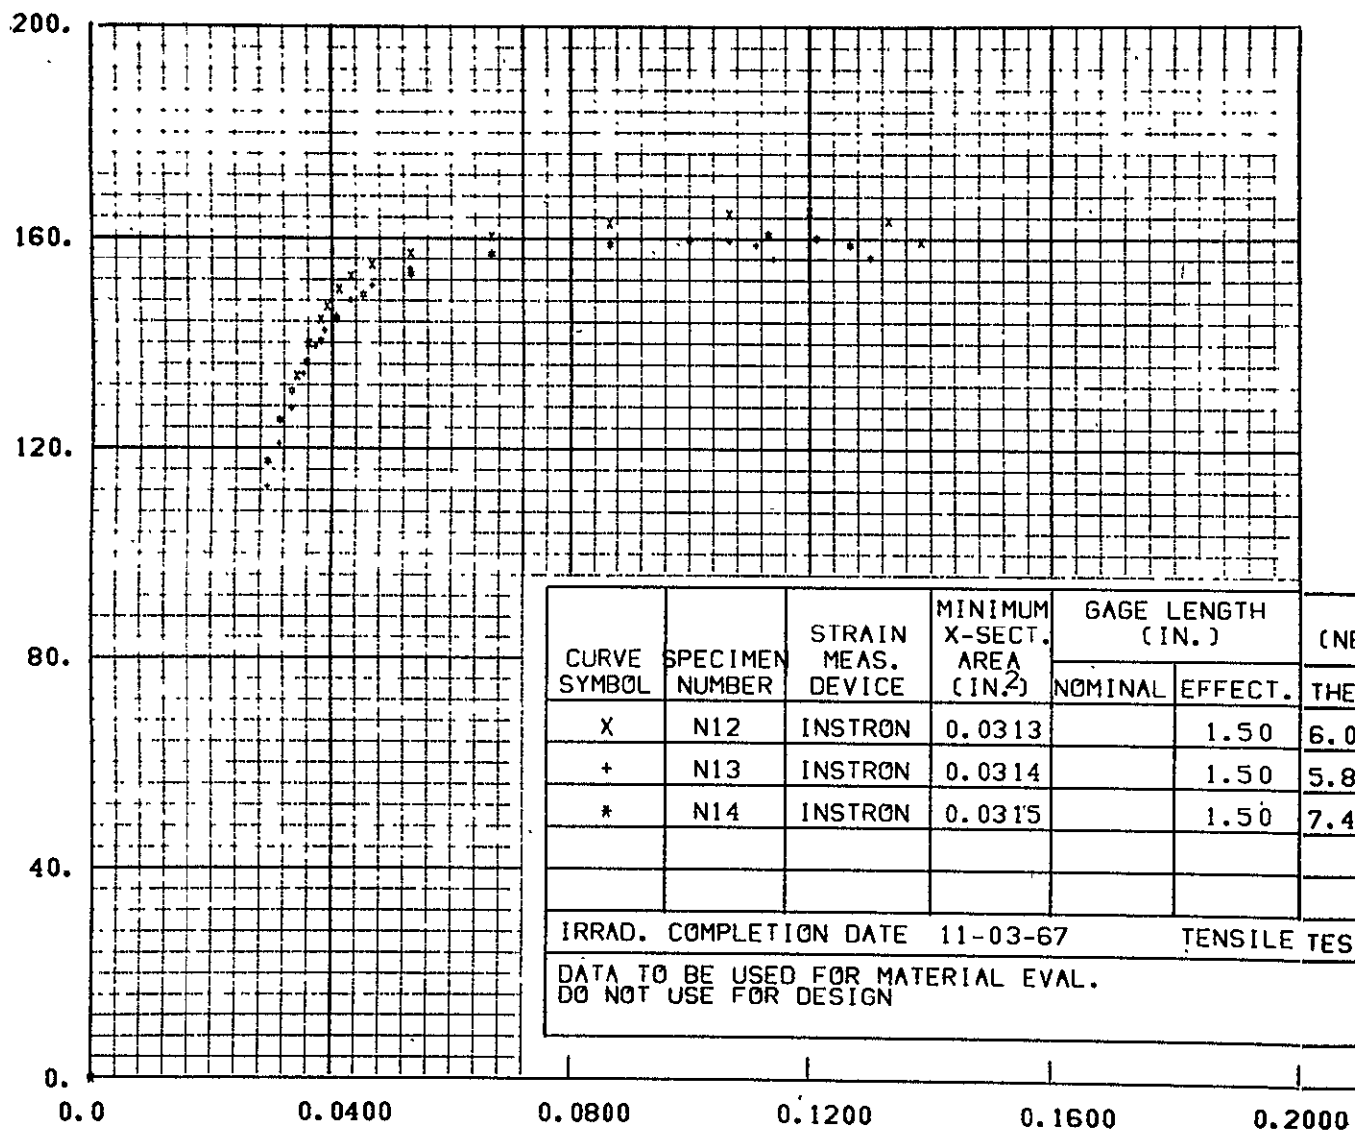 200.
160.
120.
80.
40.
0.
0.0 0.0400 0.0800 0.1200 0.1600 0.2000
CURVE SYMBOL SPECIMEN NUMBER STRAIN MEAS. DEVICE MINIMUM X-SECT. AREA (IN.2) GAGE LENGTH (IN.) (NE
NOMINAL EFFECT. THE
X N12 INSTRON 0.0313 1.50 6.0
+ N13 INSTRON 0.0314 1.50 5.8
* N14 INSTRON 0.0315 1.50 7.4
IRRAD. COMPLETION DATE 11-03-67 TENSILE TES
DATA TO BE USED FOR MATERIAL EVAL.
DO NOT USE FOR DESIGN